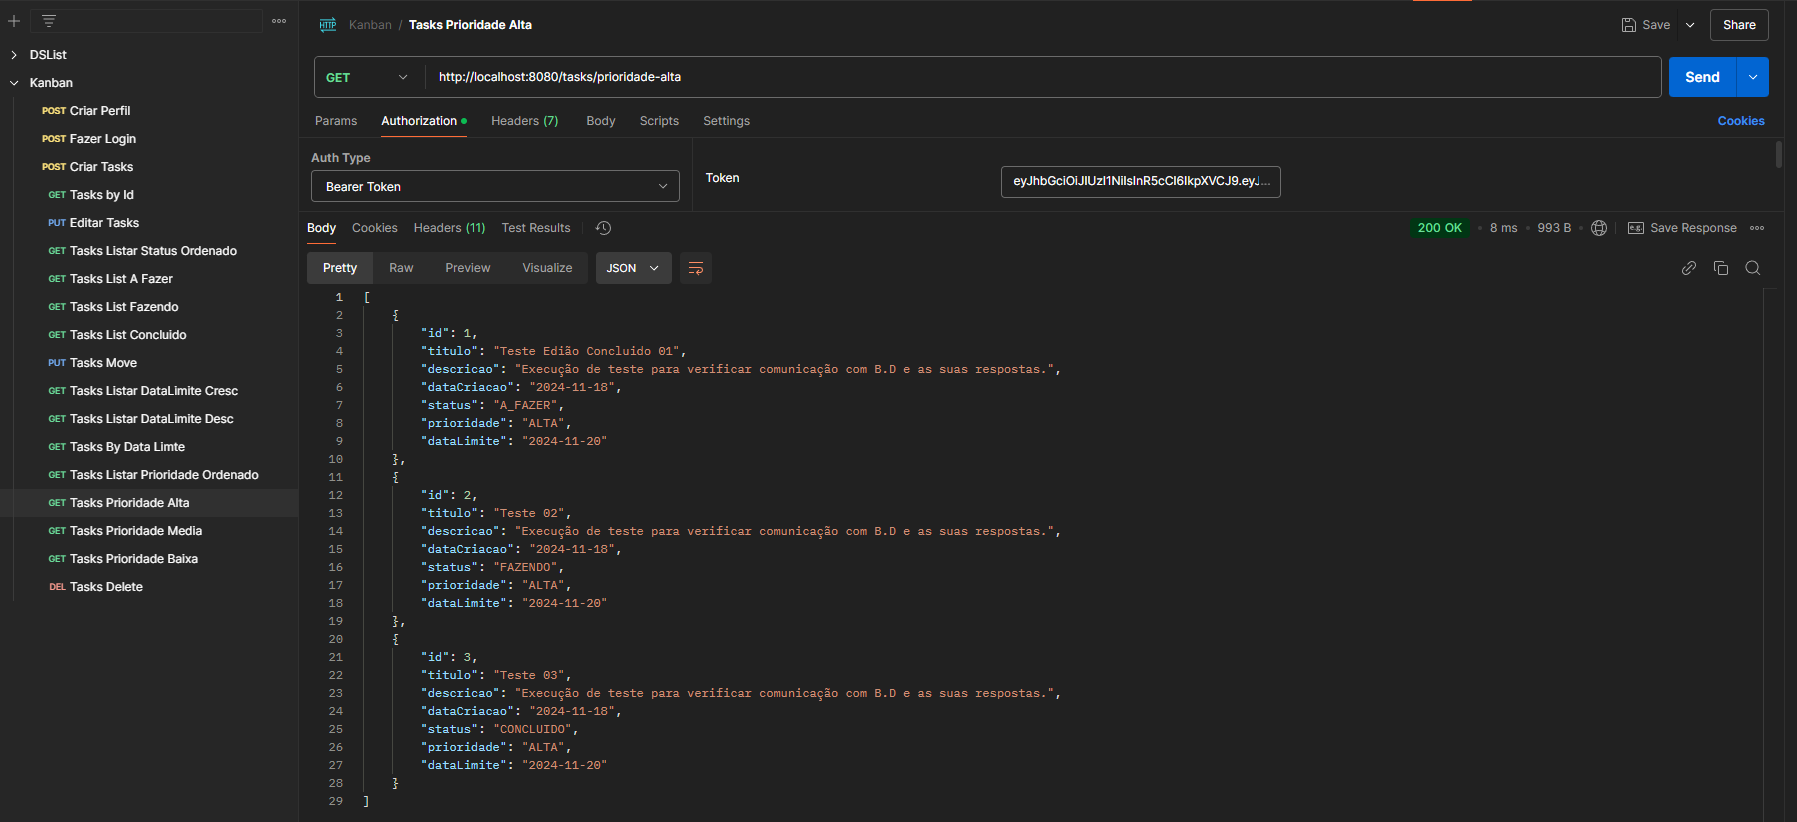 DSList
Kanban
POST Criar Perfil
POST Fazer Login
POST Criar Tasks
GET Tasks by Id
PUT Editar Tasks
GET Tasks Listar Status Ordenado
GET Tasks List A Fazer
GET Tasks List Fazendo
GET Tasks List Concluido
PUT Tasks Move
GET Tasks Listar DataLimite Cresc
GET Tasks Listar DataLimite Desc
GET Tasks By Data Limte
GET Tasks Listar Prioridade Ordenado
GET Tasks Prioridade Alta
GET Tasks Prioridade Media
GET Tasks Prioridade Baixa
DEL Tasks Delete
HTTP Kanban / Tasks Prioridade Alta Save Share
GET http://localhost:8080/tasks/prioridade-alta Send
Params Authorization Headers (7) Body Scripts Settings Cookies
Auth Type
Bearer Token
Token eyJhbGciOiJIUzI1NiIsInR5cCI6IkpXVCJ9.eyJ...
Body Cookies Headers (11) Test Results 200 OK • 8 ms • 993 B e.g. Save Response
Pretty Raw Preview Visualize JSON
1 [
2 {
3 "id": 1,
4 "titulo": "Teste Edião Concluido 01",
5 "descricao": "Execução de teste para verificar comunicação com B.D e as suas respostas.",
6 "dataCriacao": "2024-11-18",
7 "status": "A_FAZER",
8 "prioridade": "ALTA",
9 "dataLimite": "2024-11-20"
10 },
11 {
12 "id": 2,
13 "titulo": "Teste 02",
14 "descricao": "Execução de teste para verificar comunicação com B.D e as suas respostas.",
15 "dataCriacao": "2024-11-18",
16 "status": "FAZENDO",
17 "prioridade": "ALTA",
18 "dataLimite": "2024-11-20"
19 },
20 {
21 "id": 3,
22 "titulo": "Teste 03",
23 "descricao": "Execução de teste para verificar comunicação com B.D e as suas respostas.",
24 "dataCriacao": "2024-11-18",
25 "status": "CONCLUIDO",
26 "prioridade": "ALTA",
27 "dataLimite": "2024-11-20"
28 }
29 ]